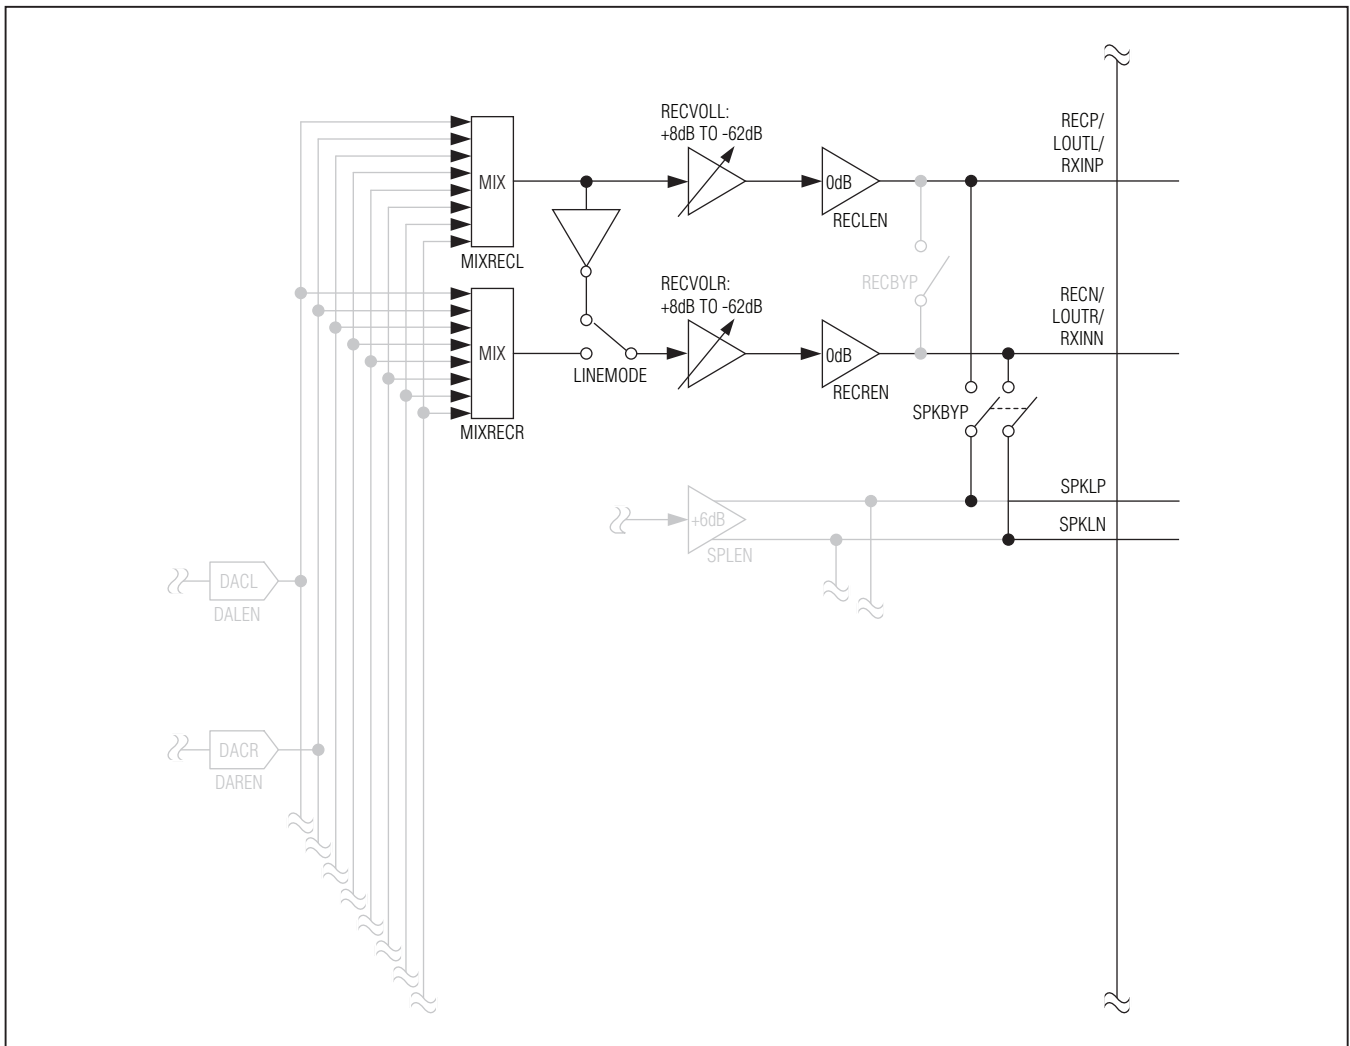 RECVOLL:
+8dB TO -62dB
RECP/
LOUTL/
RXINP
MIX
0dB
RECLEN
MIXRECL
RECBYP
RECVOLR:
+8dB TO -62dB
RECN/
LOUTR/
RXINN
MIX
LINEMODE
0dB
RECREN
SPKBYP
MIXRECR
SPKLP
+6dB
SPKLN
SPLEN
DACL
DALEN
DACR
DAREN